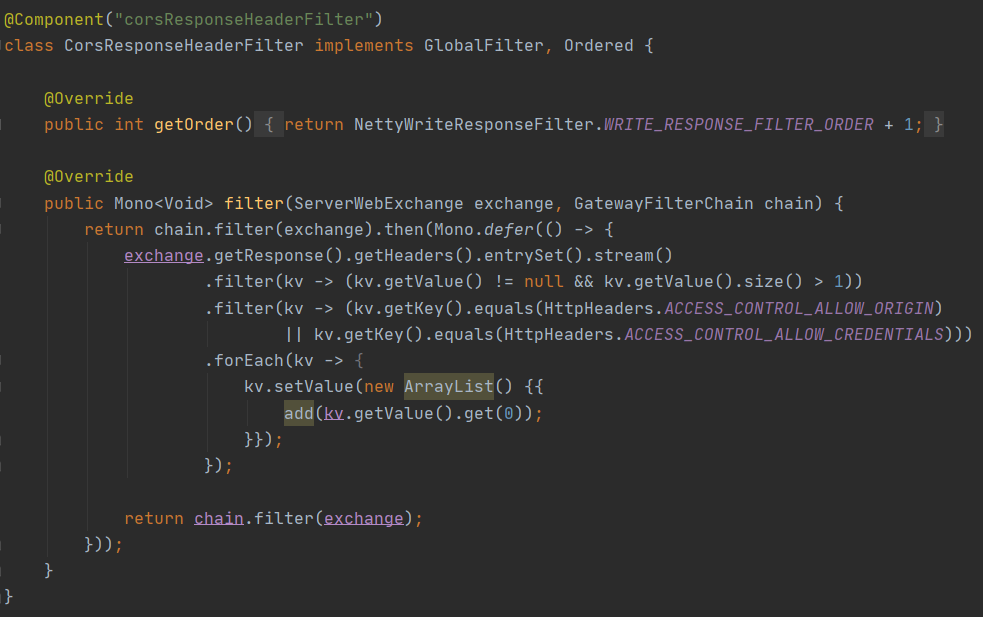 @Component("corsResponseHeaderFilter")
class CorsResponseHeaderFilter implements GlobalFilter, Ordered {
@Override
public int getOrder() { return NettyWriteResponseFilter.WRITE_RESPONSE_FILTER_ORDER + 1; }
@Override
public Mono<Void> filter(ServerWebExchange exchange, GatewayFilterChain chain) {
return chain.filter(exchange).then(Mono.defer(() -> {
exchange.getResponse().getHeaders().entrySet().stream()
.filter(kv -> (kv.getValue() != null && kv.getValue().size() > 1))
.filter(kv -> (kv.getKey().equals(HttpHeaders.ACCESS_CONTROL_ALLOW_ORIGIN)
|| kv.getKey().equals(HttpHeaders.ACCESS_CONTROL_ALLOW_CREDENTIALS)))
.forEach(kv -> {
kv.setValue(new ArrayList() {{
add(kv.getValue().get(0));
}});
});
return chain.filter(exchange);
}));
}
}